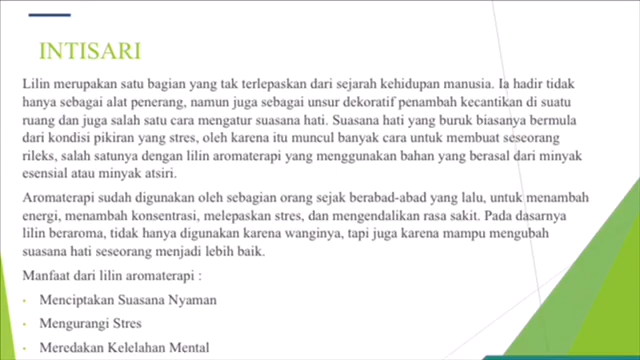 INTISARI
Lilin merupakan satu bagian yang tak terlepaskan dari sejarah kehidupan manusia. Ia hadir tidak
hanya sebagai alat penerang, namun juga sebagai unsur dekoratif penambah kecantikan di suatu
ruang dan juga salah satu cara mengatur suasana hati. Suasana hati yang buruk biasanya bermula
dari kondisi pikiran yang stres, oleh karena itu muncul banyak cara untuk membuat seseorang
rileks, salah satunya dengan lilin aromaterapi yang menggunakan bahan yang berasal dari minyak
esensial atau minyak atsiri.
Aromaterapi sudah digunakan oleh sebagian orang sejak berabad-abad yang lalu, untuk menambah
energi, menambah konsentrasi, melepaskan stres, dan mengendalikan rasa sakit. Pada dasarnya
lilin beraroma, tidak hanya digunakan karena wanginya, tapi juga karena mampu mengubah
suasana hati seseorang menjadi lebih baik.
Manfaat dari lilin aromaterapi :
• Menciptakan Suasana Nyaman
• Mengurangi Stres
• Meredakan Kelelahan Mental